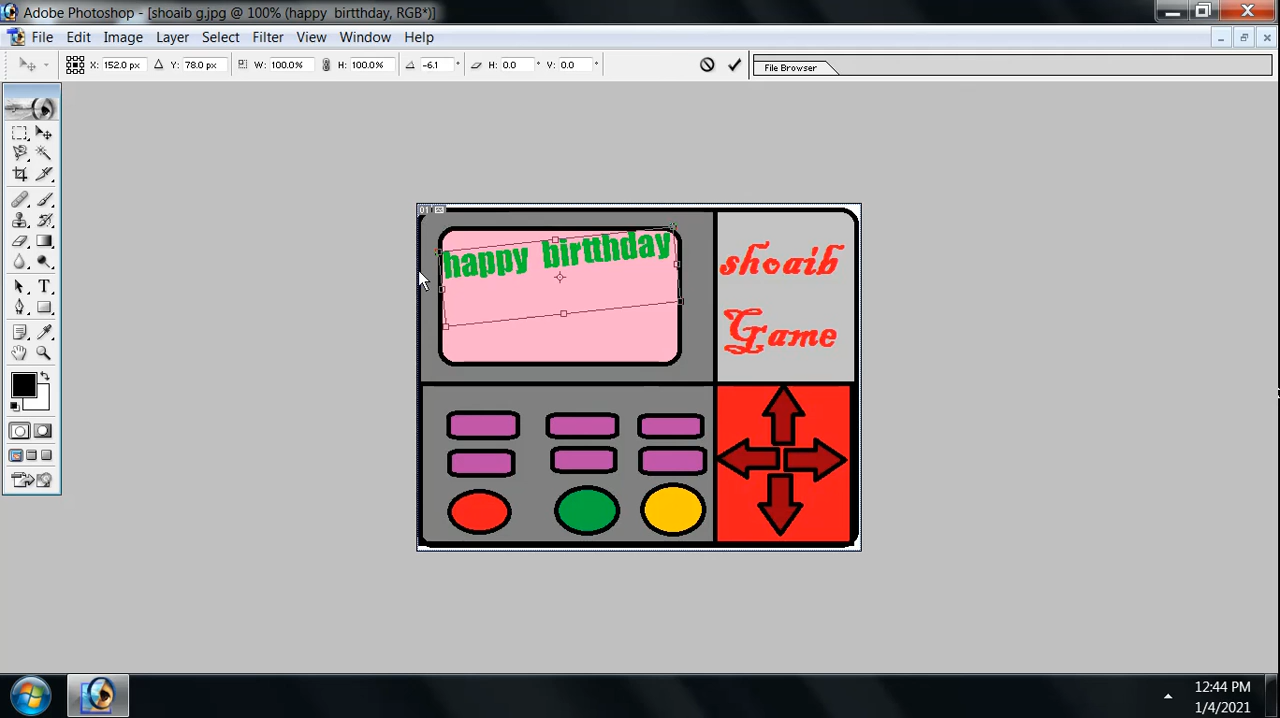 Adobe Photoshop - [shoaib g.jpg @ 100% (happy  birtthday, RGB*)]
File Edit Image Layer Select Filter View Window Help
X: 152.0 px Y: 78.0 px W: 100.0% H: 100.0% -6.1 ° H: 0.0 ° V: 0.0 ° File Browser
01
happy birtthday
shoaib
Game
12:44 PM
1/4/2021